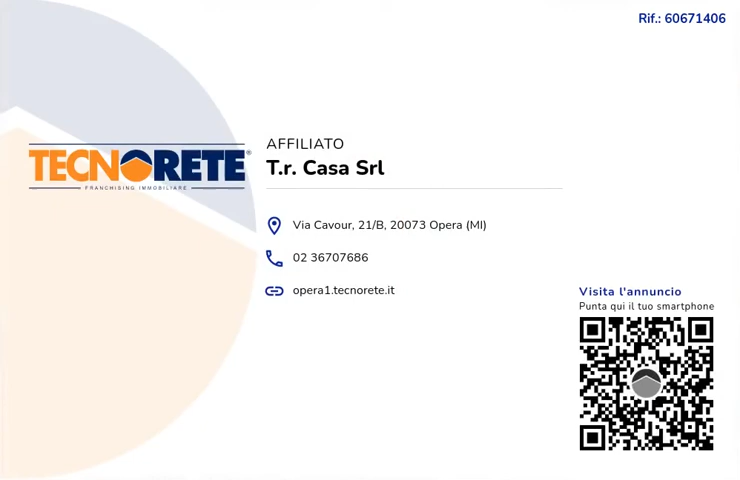 Rif.: 60671406
TECNORETE®
FRANCHISING IMMOBILIARE
AFFILIATO
T.r. Casa Srl
Via Cavour, 21/B, 20073 Opera (MI)
02 36707686
opera1.tecnorete.it
Visita l'annuncio
Punta qui il tuo smartphone